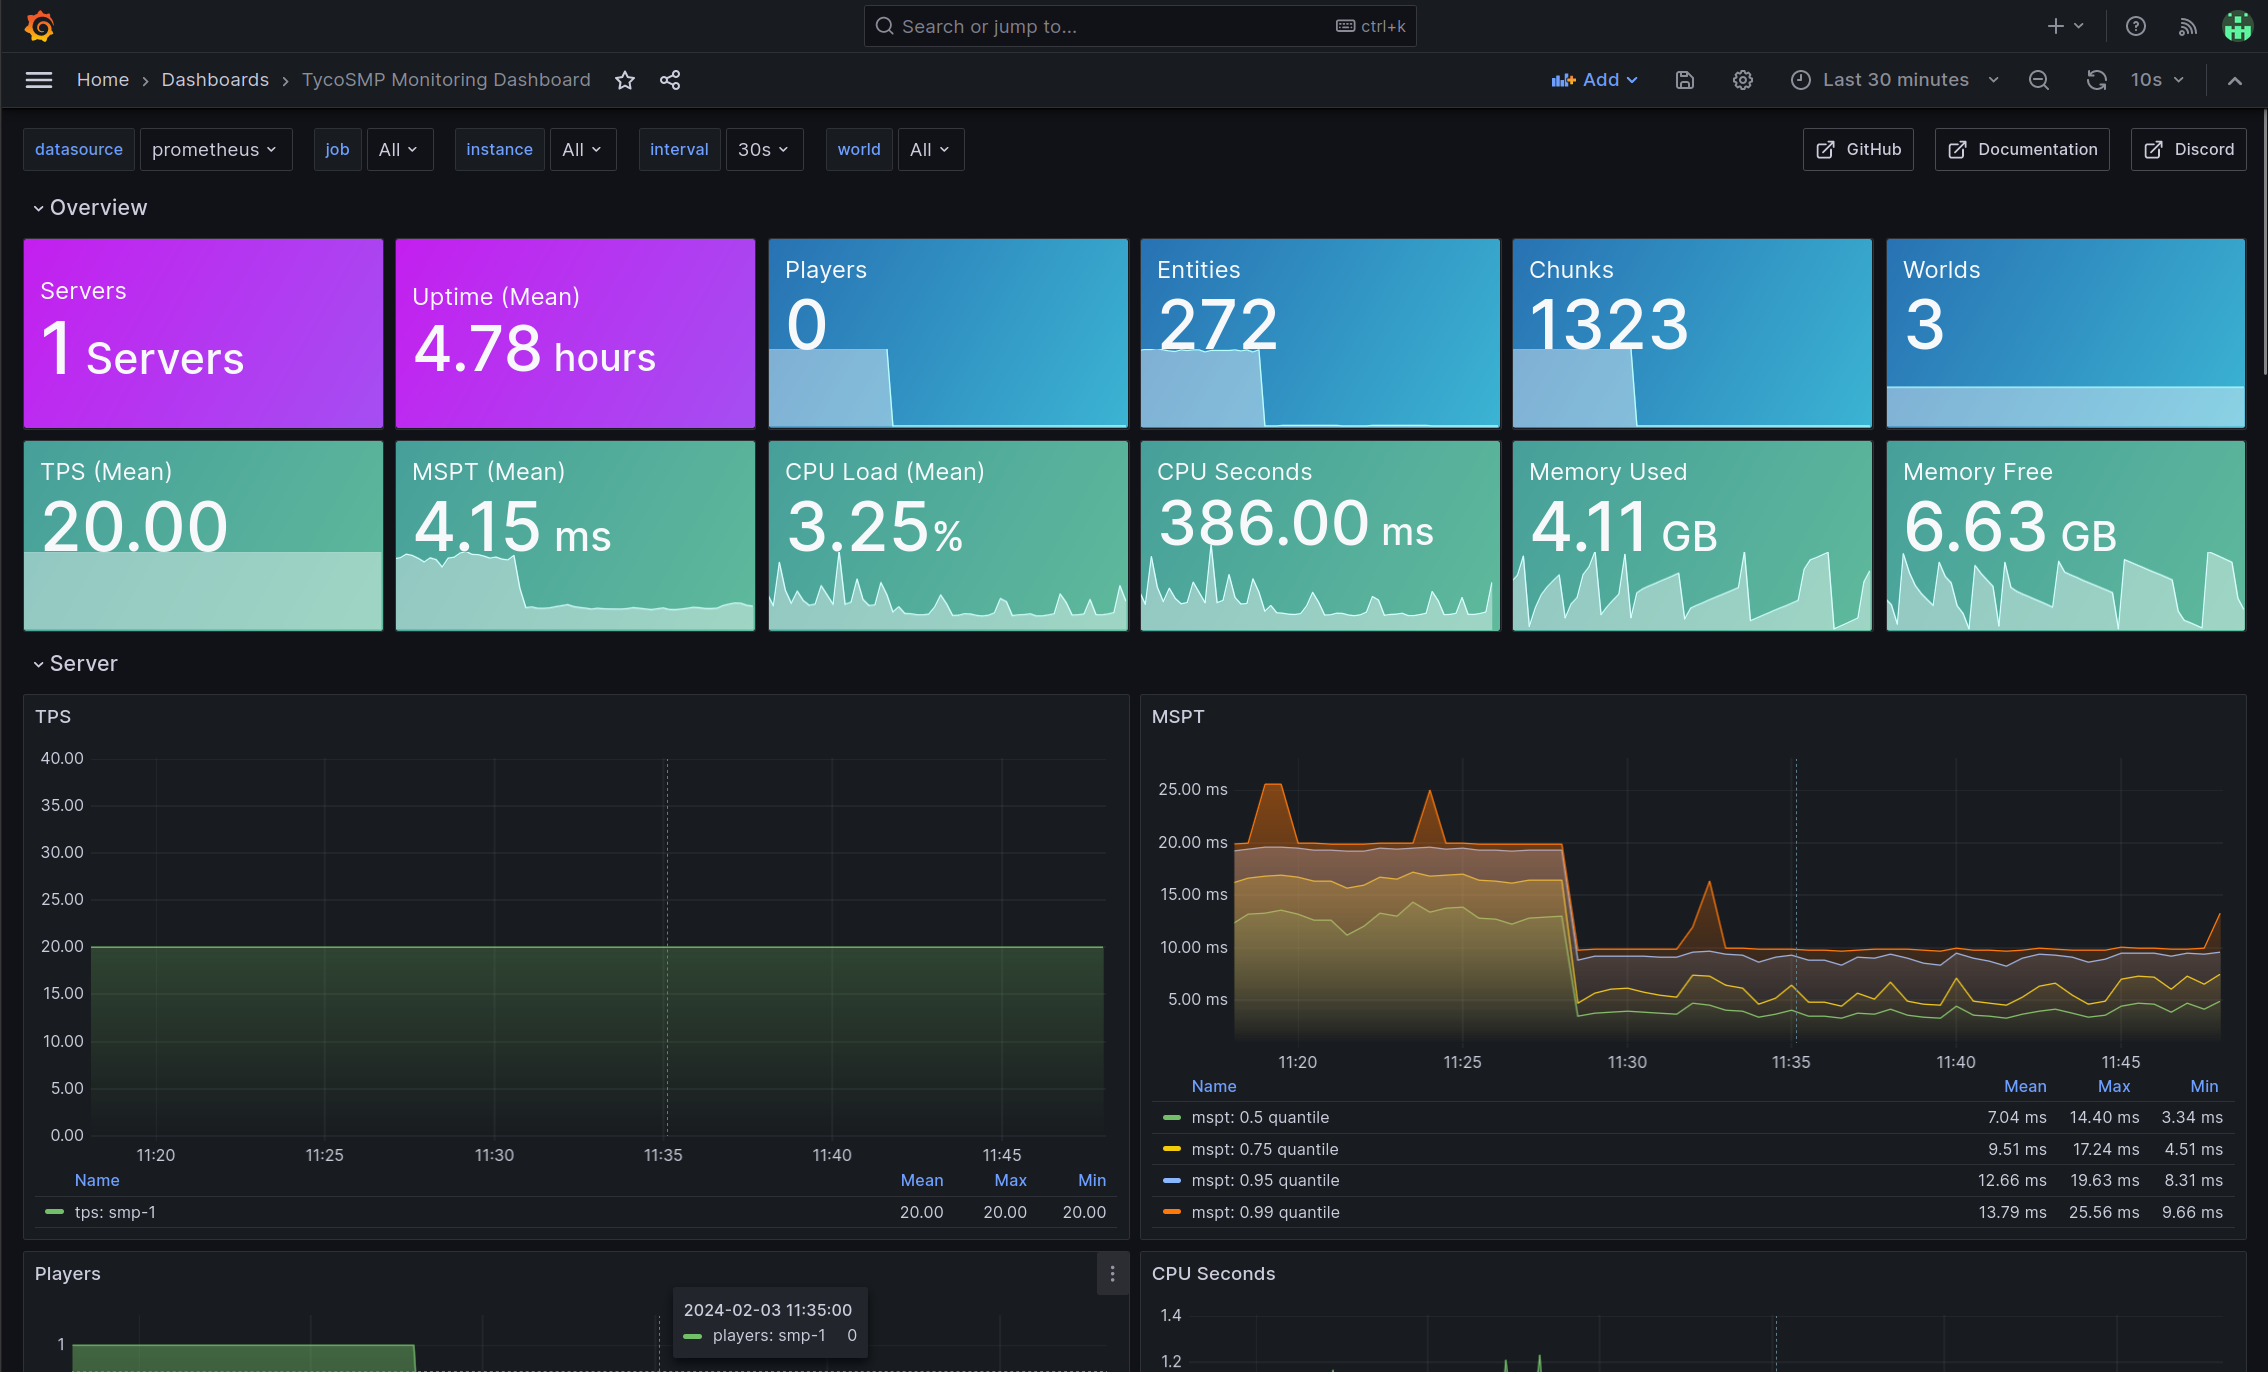 Search or jump to...
ctrl+k
Home › Dashboards › TycoSMP Monitoring Dashboard
Add
Last 30 minutes
10s
datasource
prometheus
job
All
instance
All
interval
30s
world
All
GitHub
Documentation
Discord
Overview
Servers
1 Servers
Uptime (Mean)
4.78 hours
Players
0
Entities
272
Chunks
1323
Worlds
3
TPS (Mean)
20.00
MSPT (Mean)
4.15 ms
CPU Load (Mean)
3.25%
CPU Seconds
386.00 ms
Memory Used
4.11 GB
Memory Free
6.63 GB
Server
TPS
40.00
35.00
30.00
25.00
20.00
15.00
10.00
5.00
0.00
11:20 11:25 11:30 11:35 11:40 11:45
Name Mean Max Min
tps: smp-1 20.00 20.00 20.00
MSPT
25.00 ms
20.00 ms
15.00 ms
10.00 ms
5.00 ms
11:20 11:25 11:30 11:35 11:40 11:45
Name Mean Max Min
mspt: 0.5 quantile 7.04 ms 14.40 ms 3.34 ms
mspt: 0.75 quantile 9.51 ms 17.24 ms 4.51 ms
mspt: 0.95 quantile 12.66 ms 19.63 ms 8.31 ms
mspt: 0.99 quantile 13.79 ms 25.56 ms 9.66 ms
Players
1
2024-02-03 11:35:00
players: smp-1 0
CPU Seconds
1.4
1.2